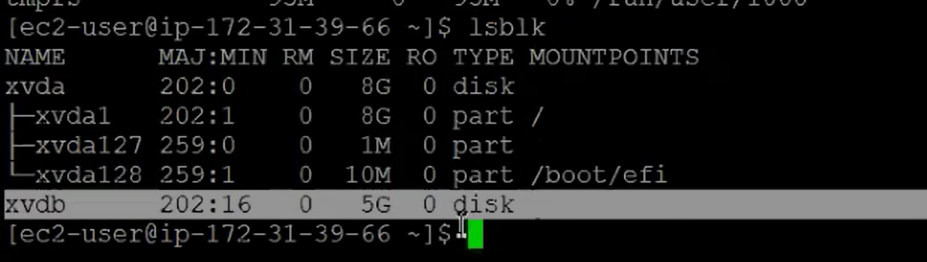 [ec2-user@ip-172-31-39-66 ~]$ lsblk
NAME MAJ:MIN RM SIZE RO TYPE MOUNTPOINTS
xvda 202:0 0 8G 0 disk
├─xvda1 202:1 0 8G 0 part /
├─xvda127 259:0 0 1M 0 part
└─xvda128 259:1 0 10M 0 part /boot/efi
xvdb 202:16 0 5G 0 disk
[ec2-user@ip-172-31-39-66 ~]$